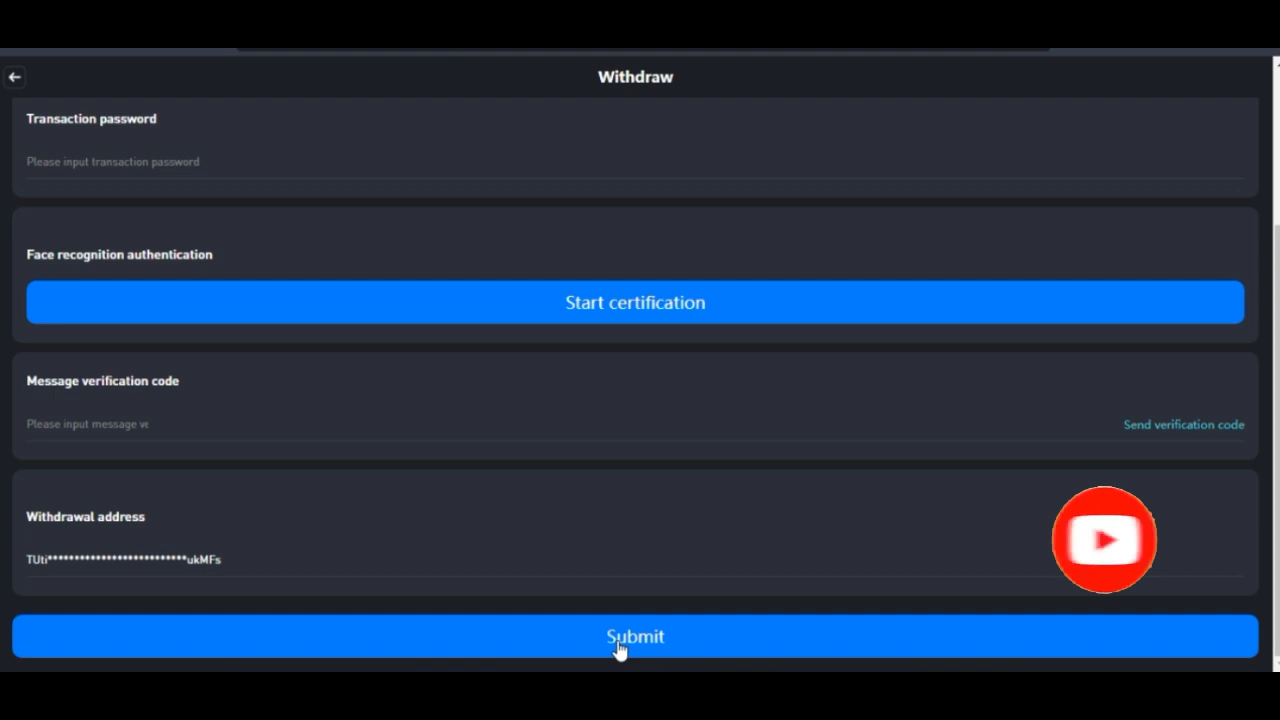 Withdraw
Transaction password
Please input transaction password
Face recognition authentication
Start certification
Message verification code
Please input message ve
Send verification code
Withdrawal address
TUti**************************ukMFs
Submit